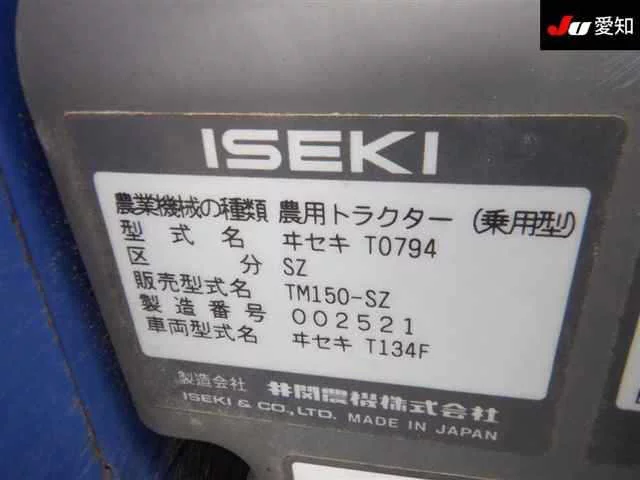 JU 愛知
ISEKI
農業機械の種類 農用トラクター (乗用型)
型式名 ヰセキ T0794
区分 SZ
販売型式名 TM150-SZ
製造番号 002521
車両型式名 ヰセキ T134F
製造会社 井関農機株式会社
ISEKI & CO., LTD. MADE IN JAPAN